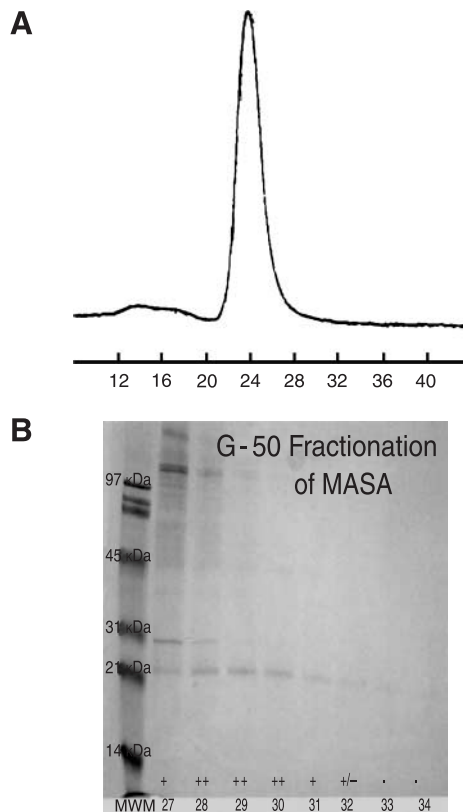 A
12 16 20 24 28 32 36 40
B
G-50 Fractionation
of MASA
97 kDa
45 kDa
31 kDa
21 kDa
14 kDa
+ ++ ++ ++ + +/− - -
MWM 27 28 29 30 31 32 33 34